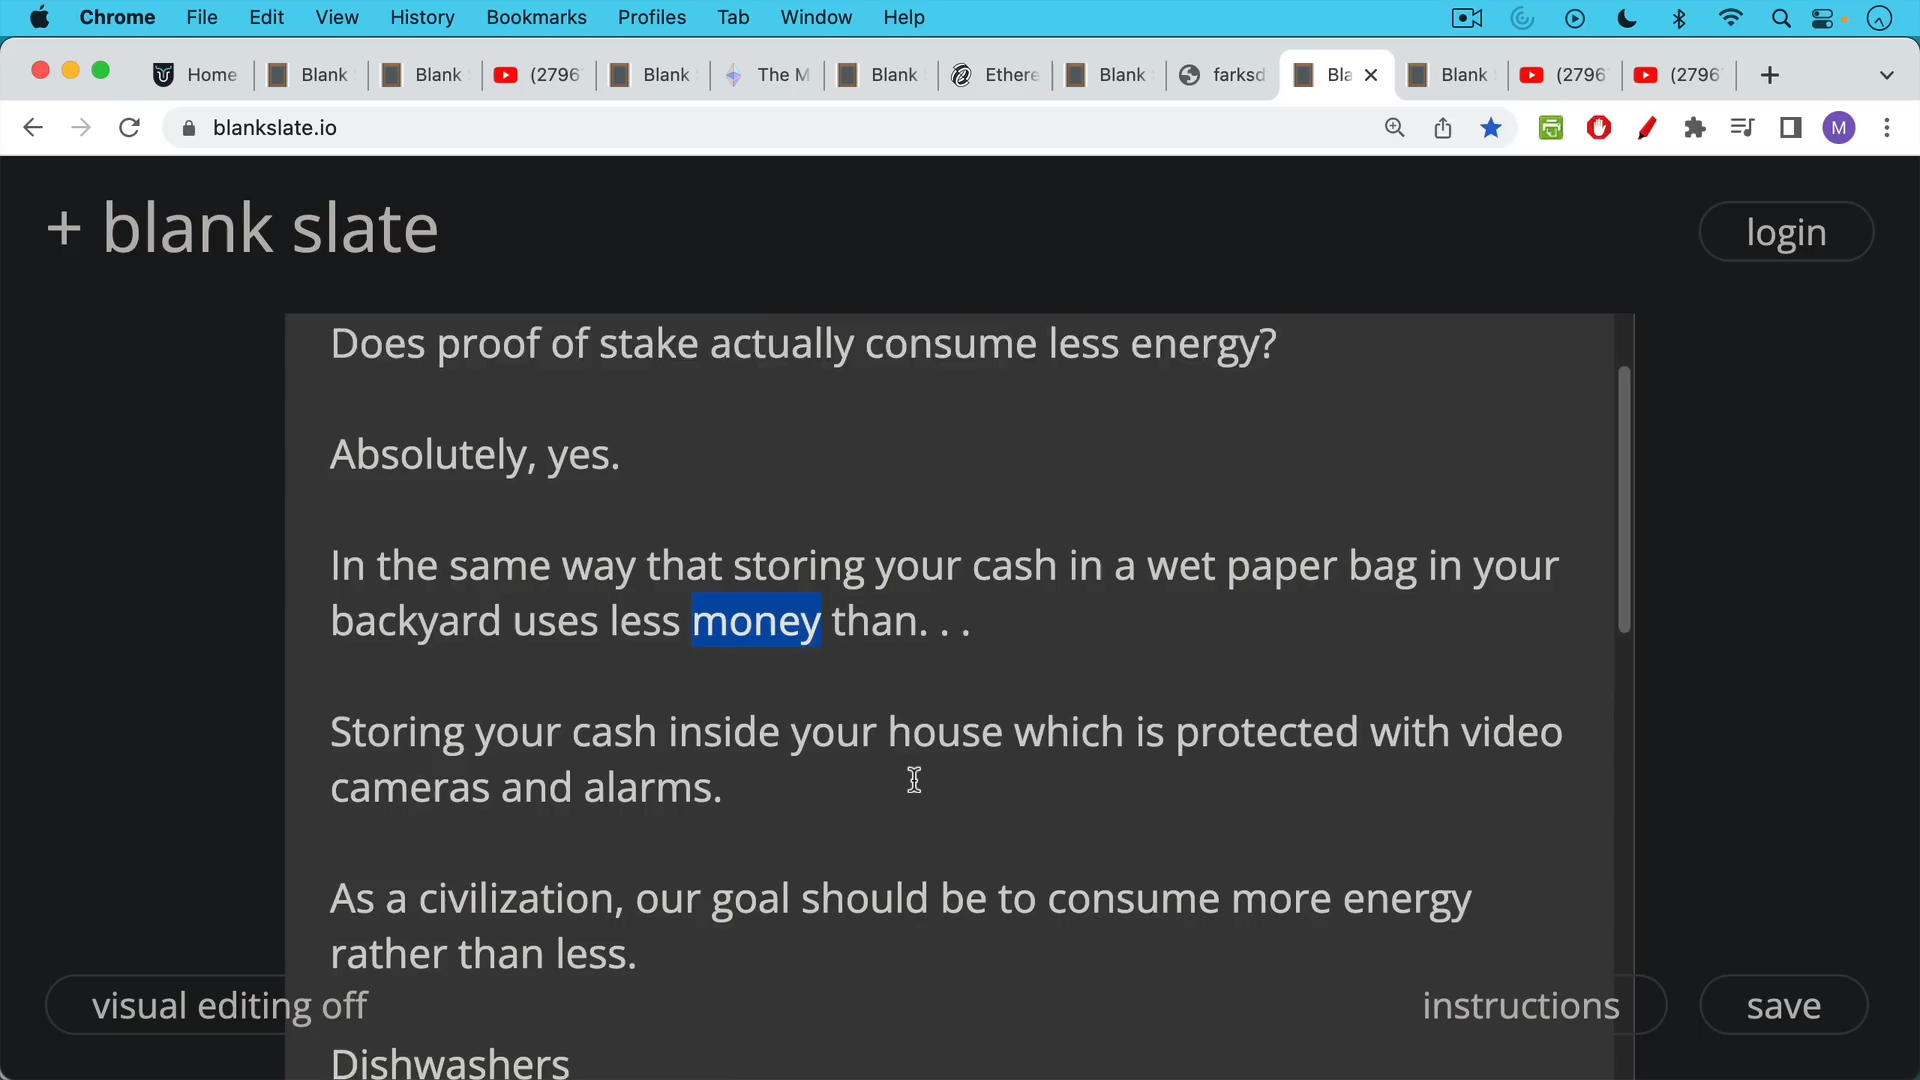 Chrome File Edit View History Bookmarks Profiles Tab Window Help
Home Blank Blank (2796 Blank The M Blank Ethere Blank farksd Bla Blank (2796 (2796
blankslate.io M
+ blank slate login
Does proof of stake actually consume less energy?
Absolutely, yes.
In the same way that storing your cash in a wet paper bag in your
backyard uses less money than. . .
Storing your cash inside your house which is protected with video
cameras and alarms.
As a civilization, our goal should be to consume more energy
rather than less.
visual editing off instructions save
Dishwashers